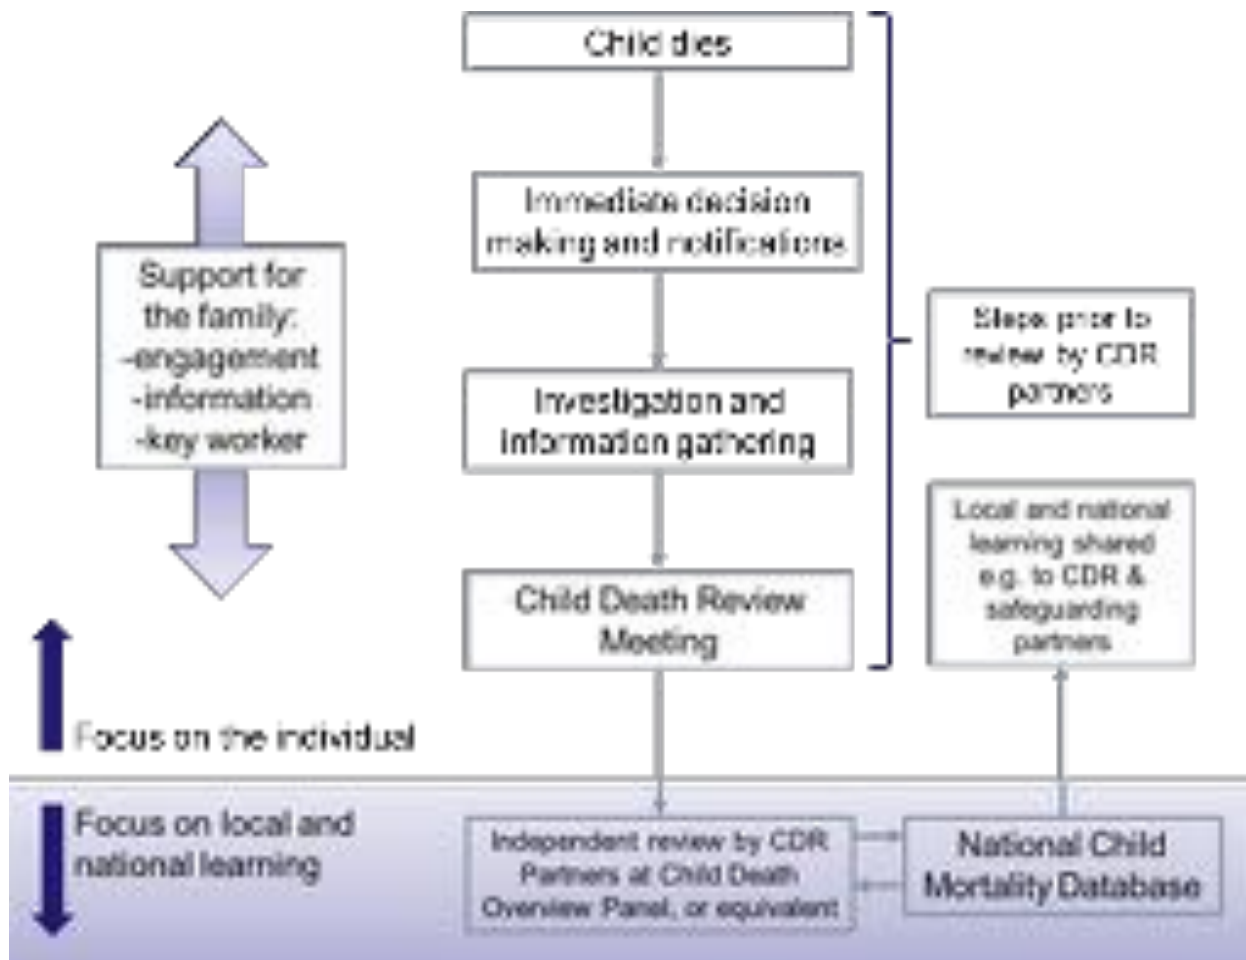 Child dies
Immediate decision
making and notifications
Support for
the family:
-engagement
-information
-key worker
Steps prior to
review by CDR
partners
Investigation and
information gathering
Local and national
learning shared
e.g. to CDR &
safeguarding
partners
Child Death Review
Meeting
Focus on the individual
Focus on local and
national learning
Independent review by CDR
Partners at Child Death
Overview Panel, or equivalent
National Child
Mortality Database